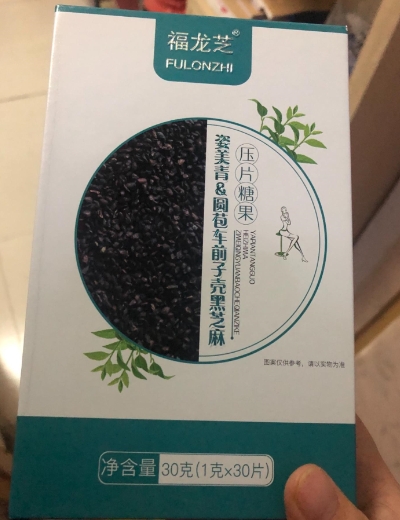 福龙芝®
FULONZHI
压片糖果
姿美青&圆苞车前子壳黑芝麻
YAPIANTANGGUO
HEIZHIMA
图案仅供参考，请以实物为准
净含量 30克(1克×30片)